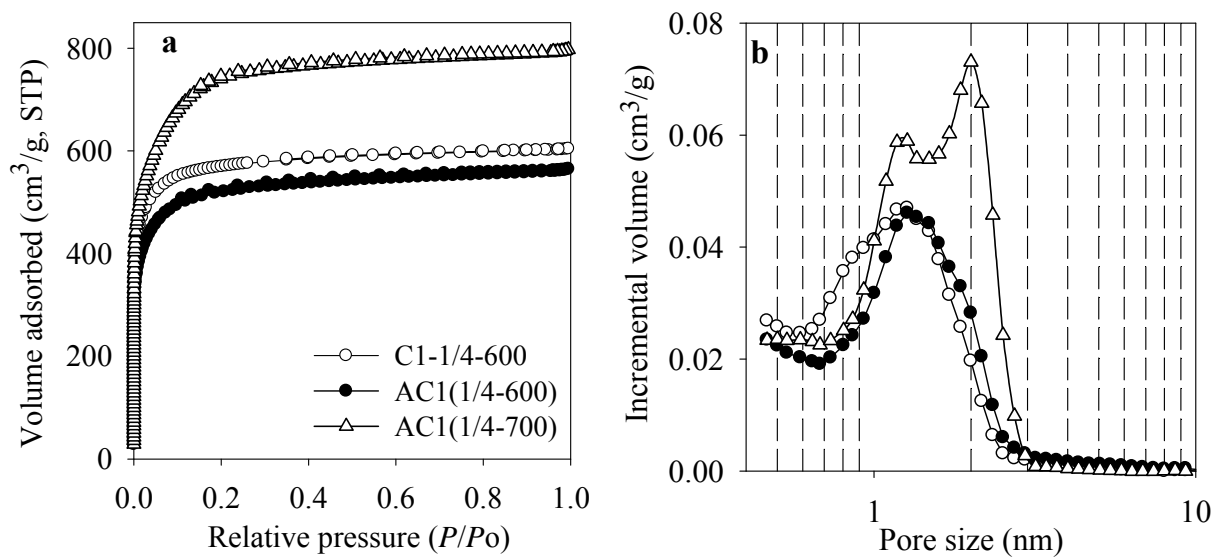 a
Volume adsorbed (cm³/g, STP)
800
600
400
200
0
C1-1/4-600
AC1(1/4-600)
AC1(1/4-700)
0.0 0.2 0.4 0.6 0.8 1.0
Relative pressure (P/Po)
b
Incremental volume (cm³/g)
0.08
0.06
0.04
0.02
0.00
1 10
Pore size (nm)